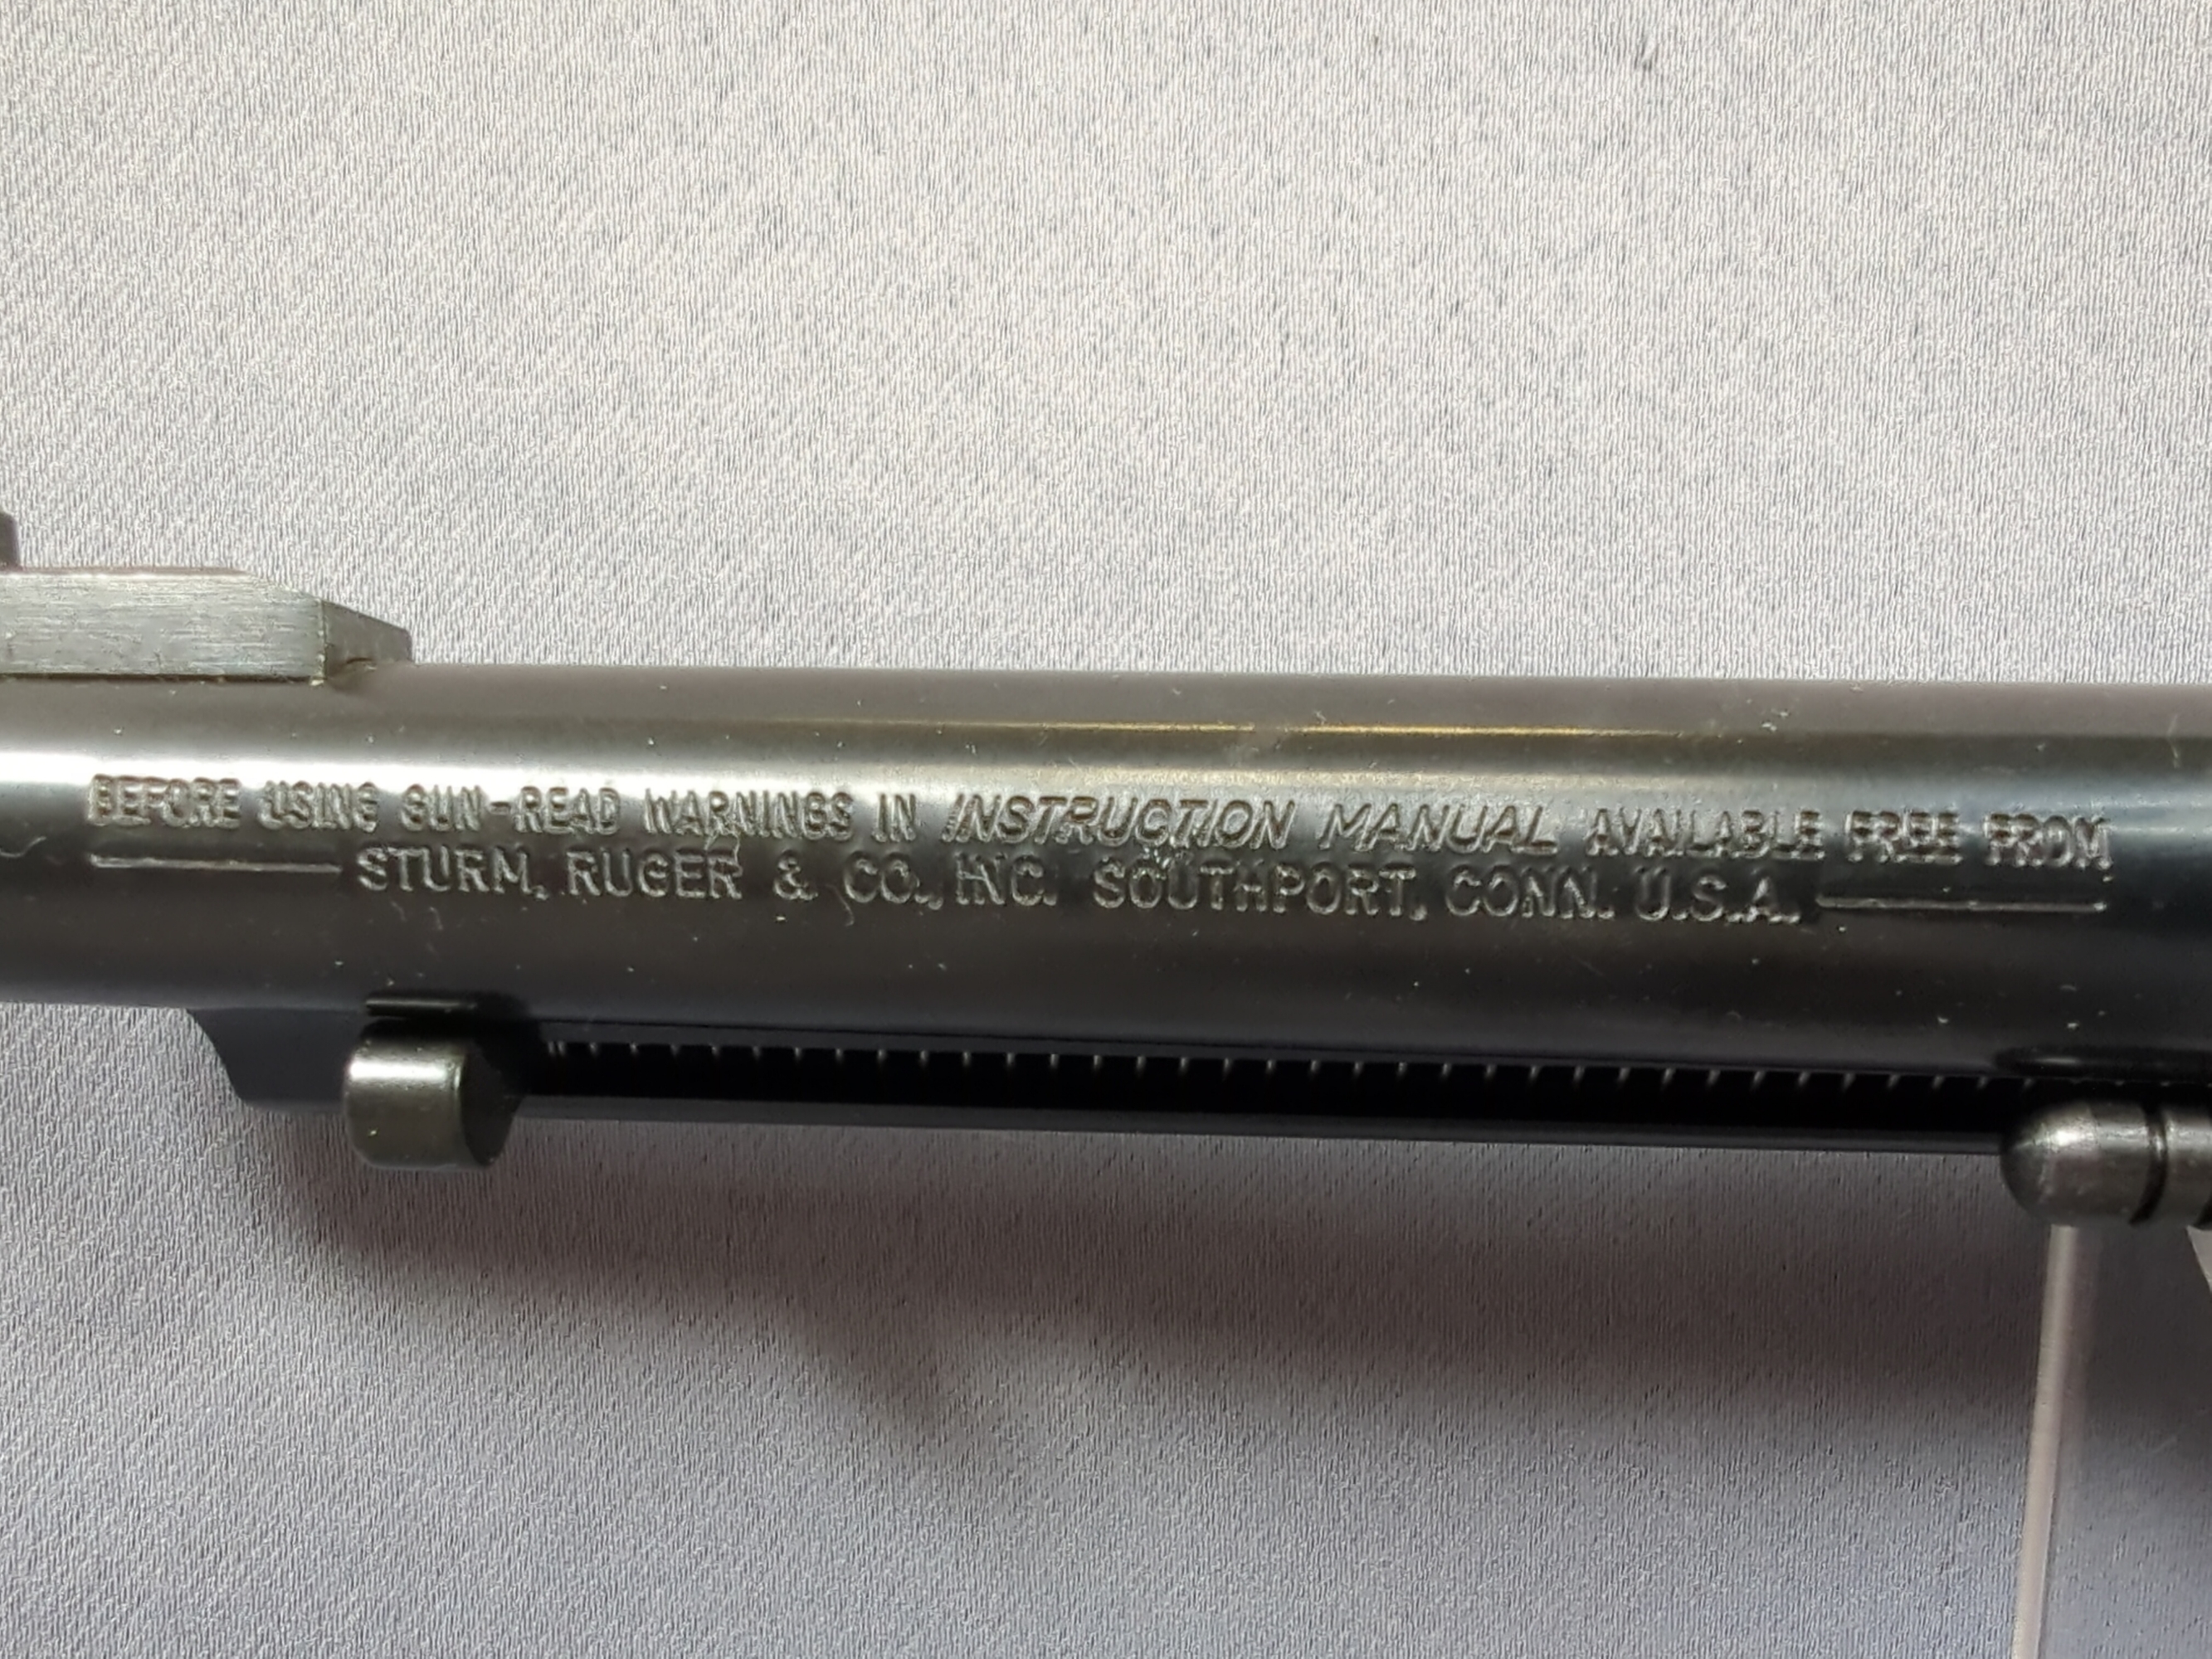 BEFORE USING GUN-READ WARNINGS IN INSTRUCTION MANUAL AVAILABLE FREE FROM
STURM, RUGER & CO., INC. SOUTHPORT, CONN. U.S.A.